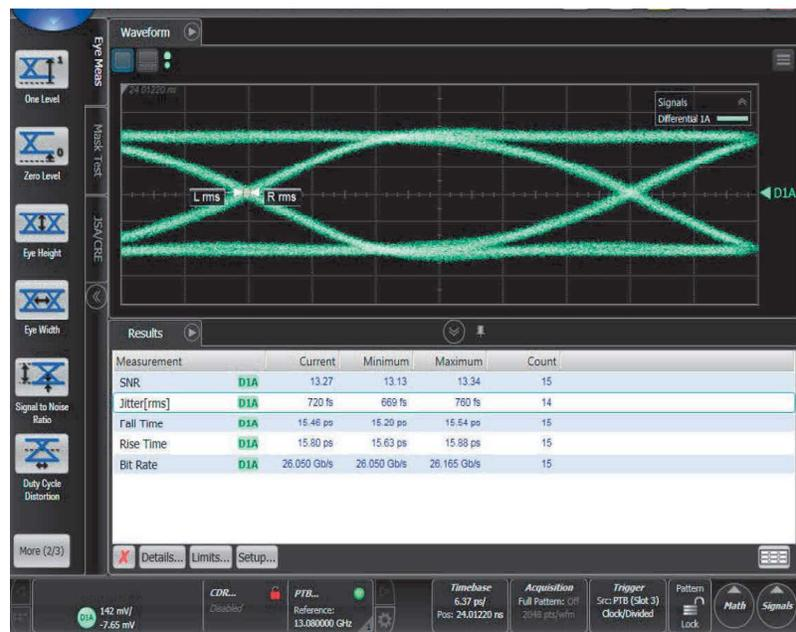 Waveform
Eye Meas
Mask Test
JSA/CRE
One Level
Zero Level
Eye Height
Eye Width
Signal to Noise
Ratio
Duty Cycle
Distortion
More (2/3)
24.01220 ns
Signals
Differential 1A
L rms
R rms
D1A
Results
Measurement Current Minimum Maximum Count
SNR D1A 13.27 13.13 13.34 15
Jitter[rms] D1A 720 fs 669 fs 760 fs 14
Fall Time D1A 15.46 ps 15.20 ps 15.54 ps 15
Rise Time D1A 15.80 ps 15.63 ps 15.88 ps 15
Bit Rate D1A 26.050 Gb/s 26.050 Gb/s 26.165 Gb/s 15
Details... Limits... Setup...
D1A
142 mV/
-7.65 mV
CDR...
Disabled
PTB...
Reference:
13.080000 GHz
Timebase
6.37 ps/
Pos: 24.01220 ns
Acquisition
Full Pattern: Off
2048 pts/wfm
Trigger
Src: PTB (Slot 3)
Clock/Divided
Pattern
Lock
Math
Signals